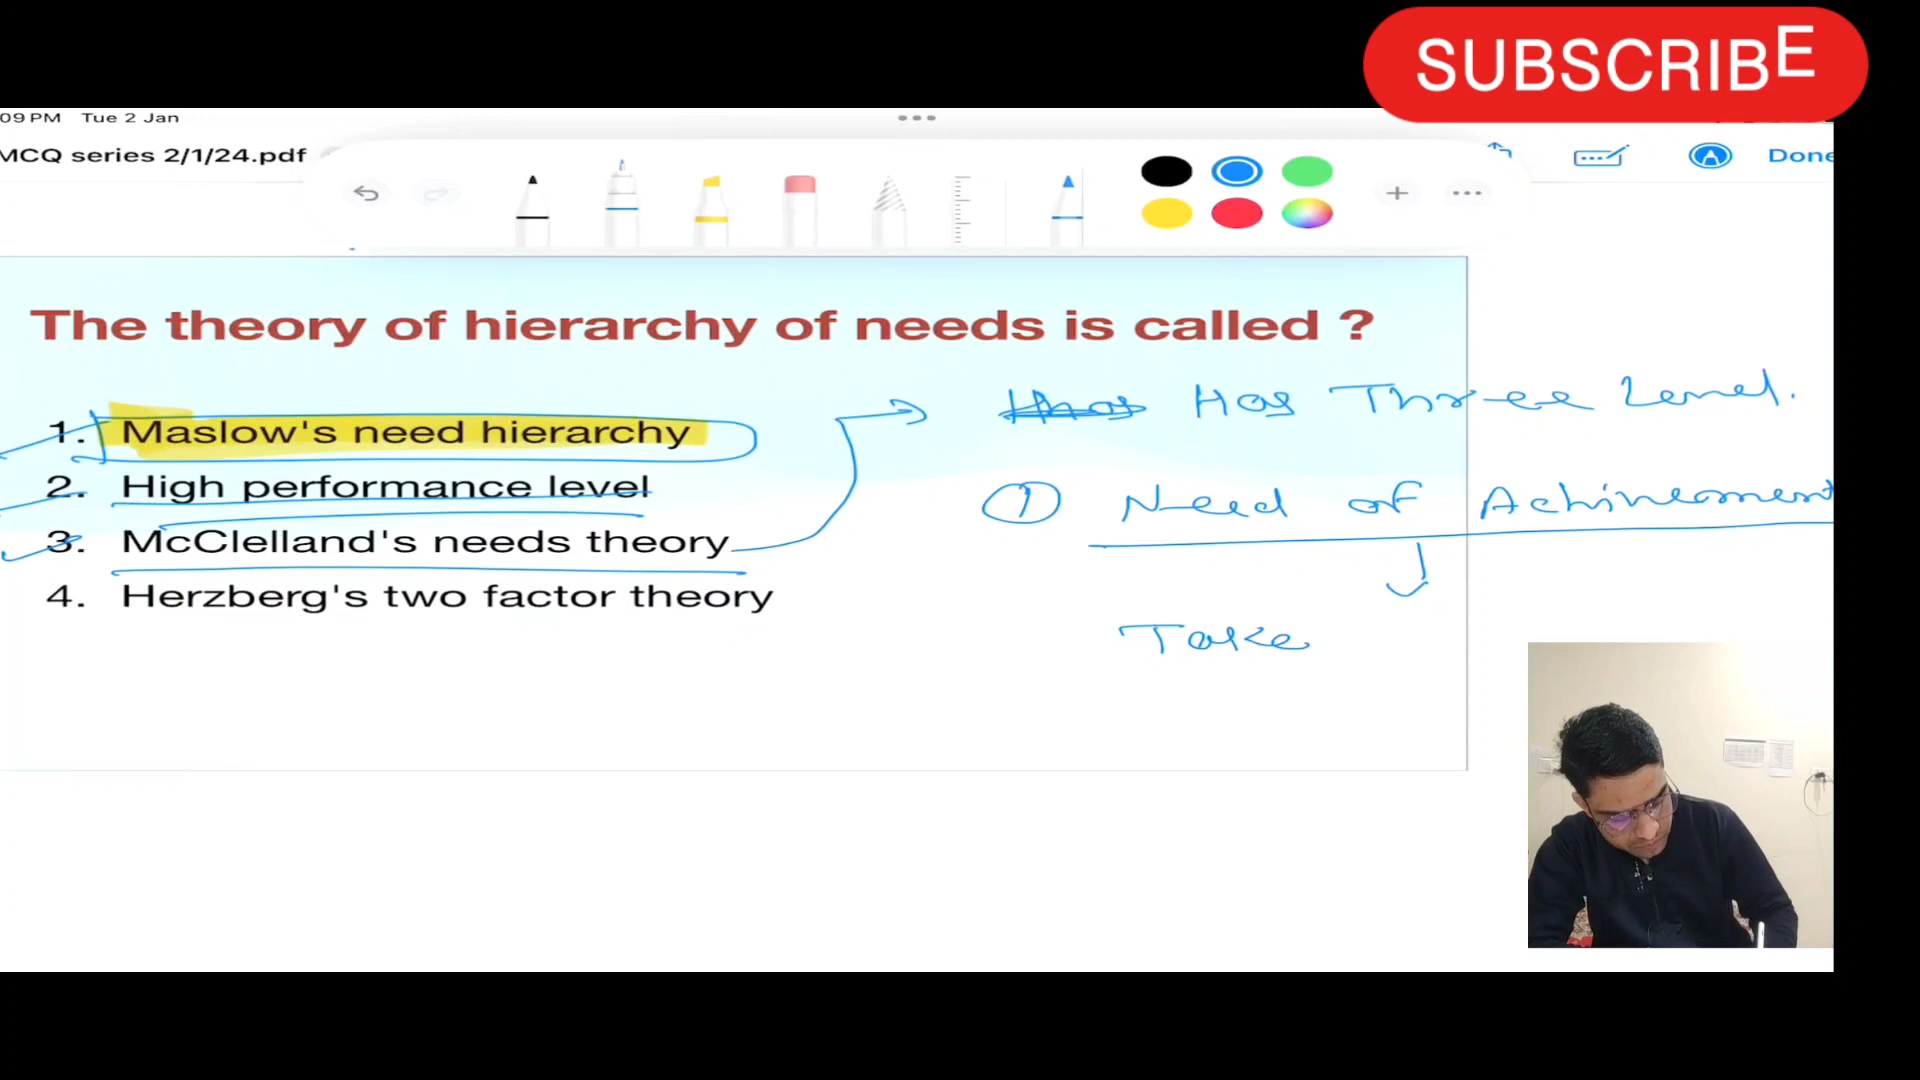 SUBSCRIBE
09 PM Tue 2 Jan
MCQ series 2/1/24.pdf
Done
The theory of hierarchy of needs is called ?
1. Maslow's need hierarchy
2. High performance level
3. McClelland's needs theory
4. Herzberg's two factor theory
Has Three Level.
1 Need of
Take